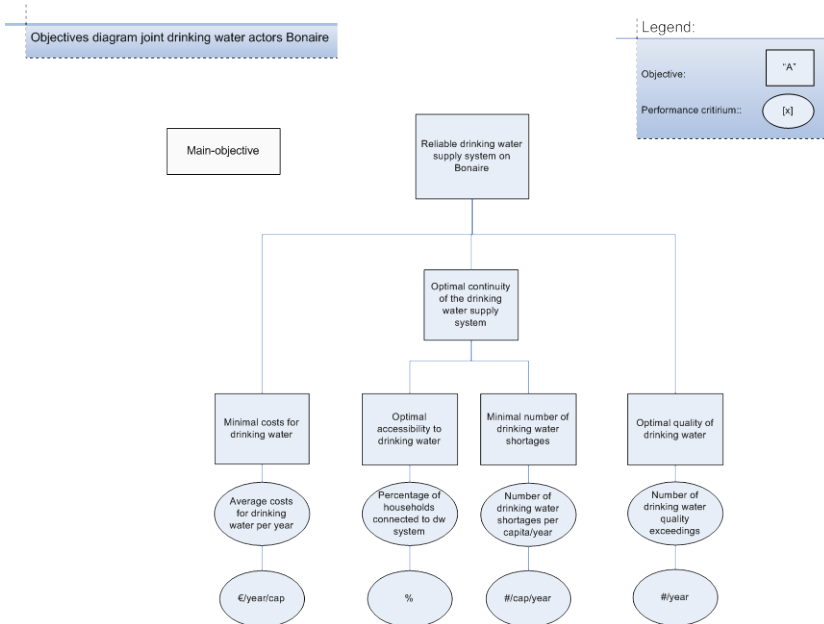 Objectives diagram joint drinking water actors Bonaire
Legend:
Objective:
"A"
Performance critirium::
[x]
Main-objective
Reliable drinking water
supply system on
Bonaire
Optimal continuity
of the drinking
water supply
system
Minimal costs for
drinking water
Optimal
accessibility to
drinking water
Minimal number of
drinking water
shortages
Optimal quality of
drinking water
Average costs
for drinking
water per year
Percentage of
households
connected to dw
system
Number of
drinking water
shortages per
capita/year
Number of
drinking water
quality
exceedings
€/year/cap
%
#/cap/year
#/year